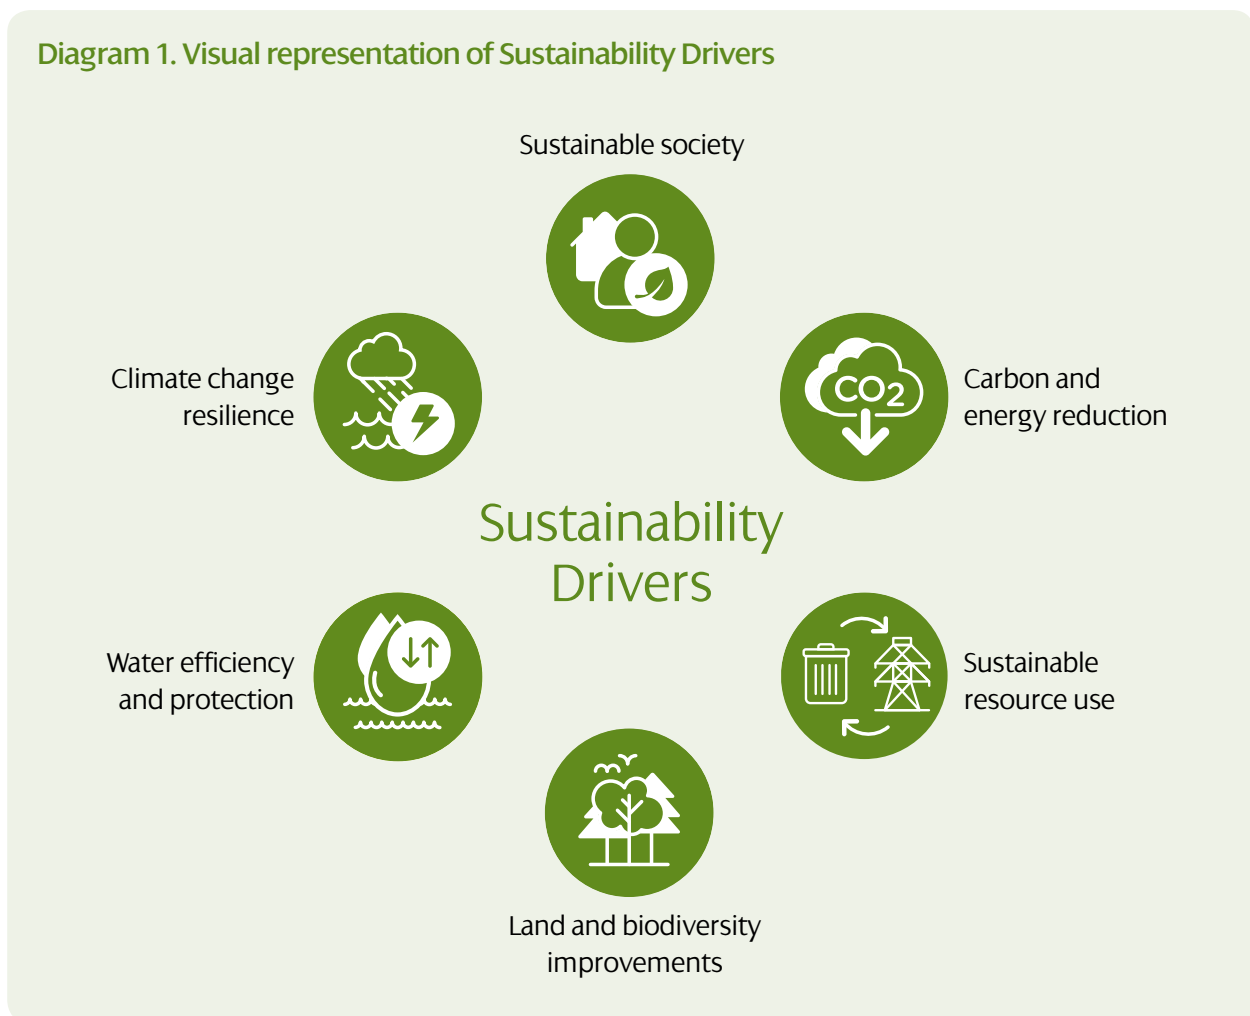 Diagram 1. Visual representation of Sustainability Drivers
Sustainable society
Climate change
resilience
CO2
Carbon and
energy reduction
Sustainability
Drivers
Water efficiency
and protection
Sustainable
resource use
Land and biodiversity
improvements